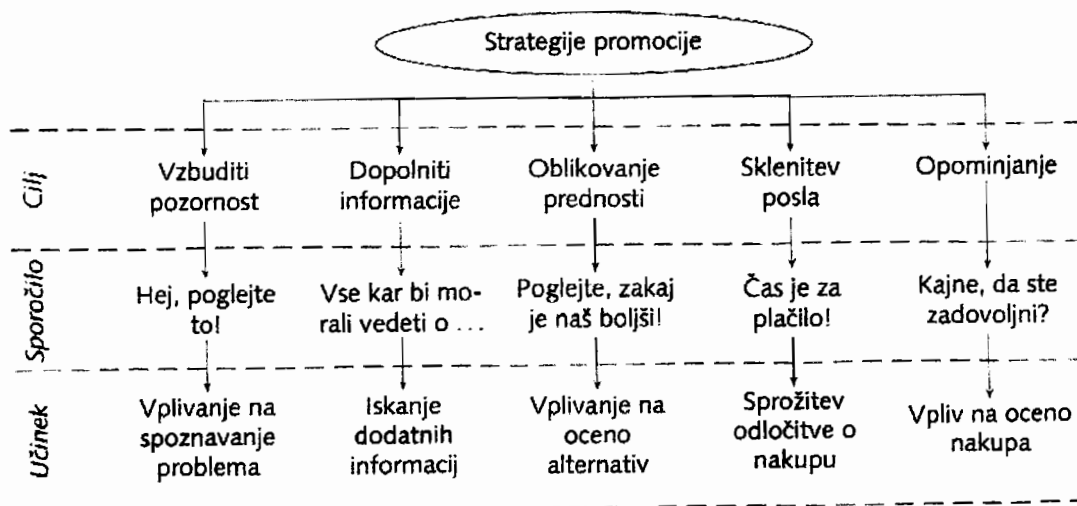 Strategije promocije
Cilj
Vzbuditi
pozornost
Dopolniti
informacije
Oblikovanje
prednosti
Sklenitev
posla
Opominjanje
Sporočilo
Hej, poglejte
to!
Vse kar bi mo-
rali vedeti o ...
Poglejte, zakaj
je naš boljši!
Čas je za
plačilo!
Kajne, da ste
zadovoljni?
Učinek
Vplivanje na
spoznavanje
problema
Iskanje
dodatnih
informacij
Vplivanje na
oceno
alternativ
Sprožitev
odločitve o
nakupu
Vpliv na oceno
nakupa